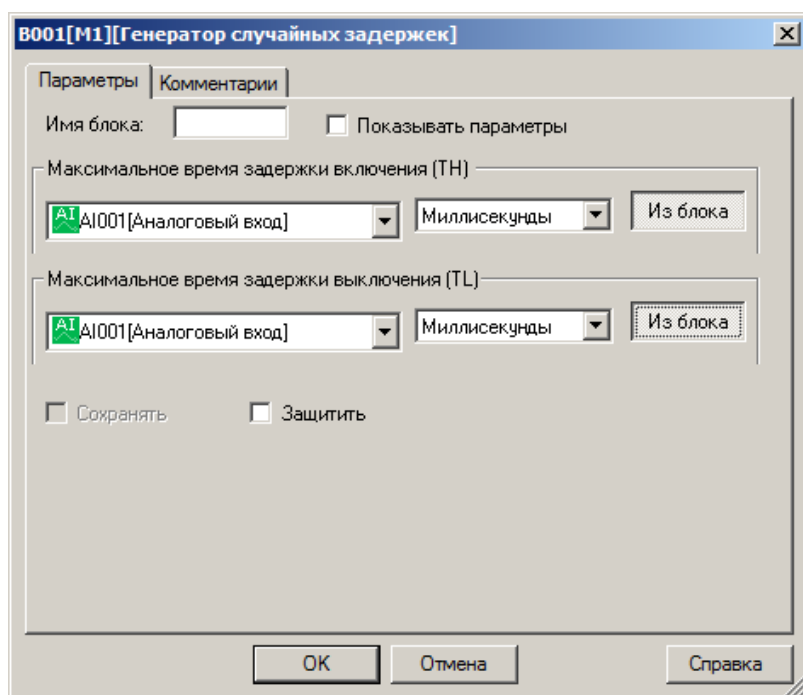 B001[M1][Генератор случайных задержек]
Параметры Комментарии
Имя блока: Показывать параметры
Максимальное время задержки включения (TH)
AI AI001[Аналоговый вход] Миллисекунды Из блока
Максимальное время задержки выключения (TL)
AI AI001[Аналоговый вход] Миллисекунды Из блока
Сохранять Защитить
OK Отмена Справка